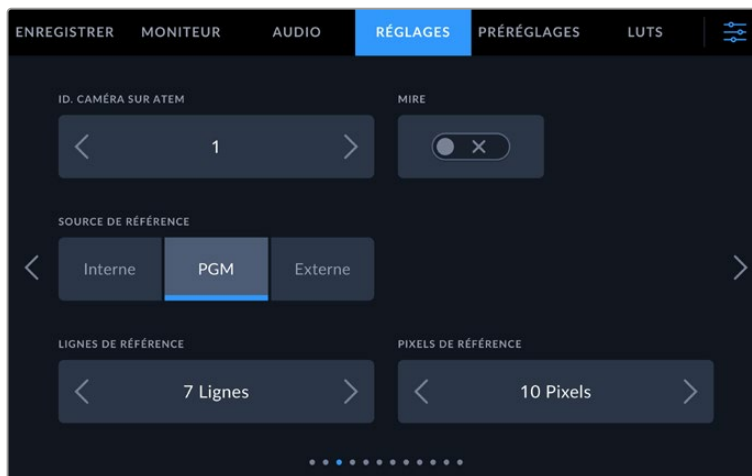 ENREGISTRER MONITEUR AUDIO RÉGLAGES PRÉRÉGLAGES LUTS
ID. CAMÉRA SUR ATEM MIRE
1
SOURCE DE RÉFÉRENCE
Interne PGM Externe
LIGNES DE RÉFÉRENCE PIXELS DE RÉFÉRENCE
7 Lignes 10 Pixels